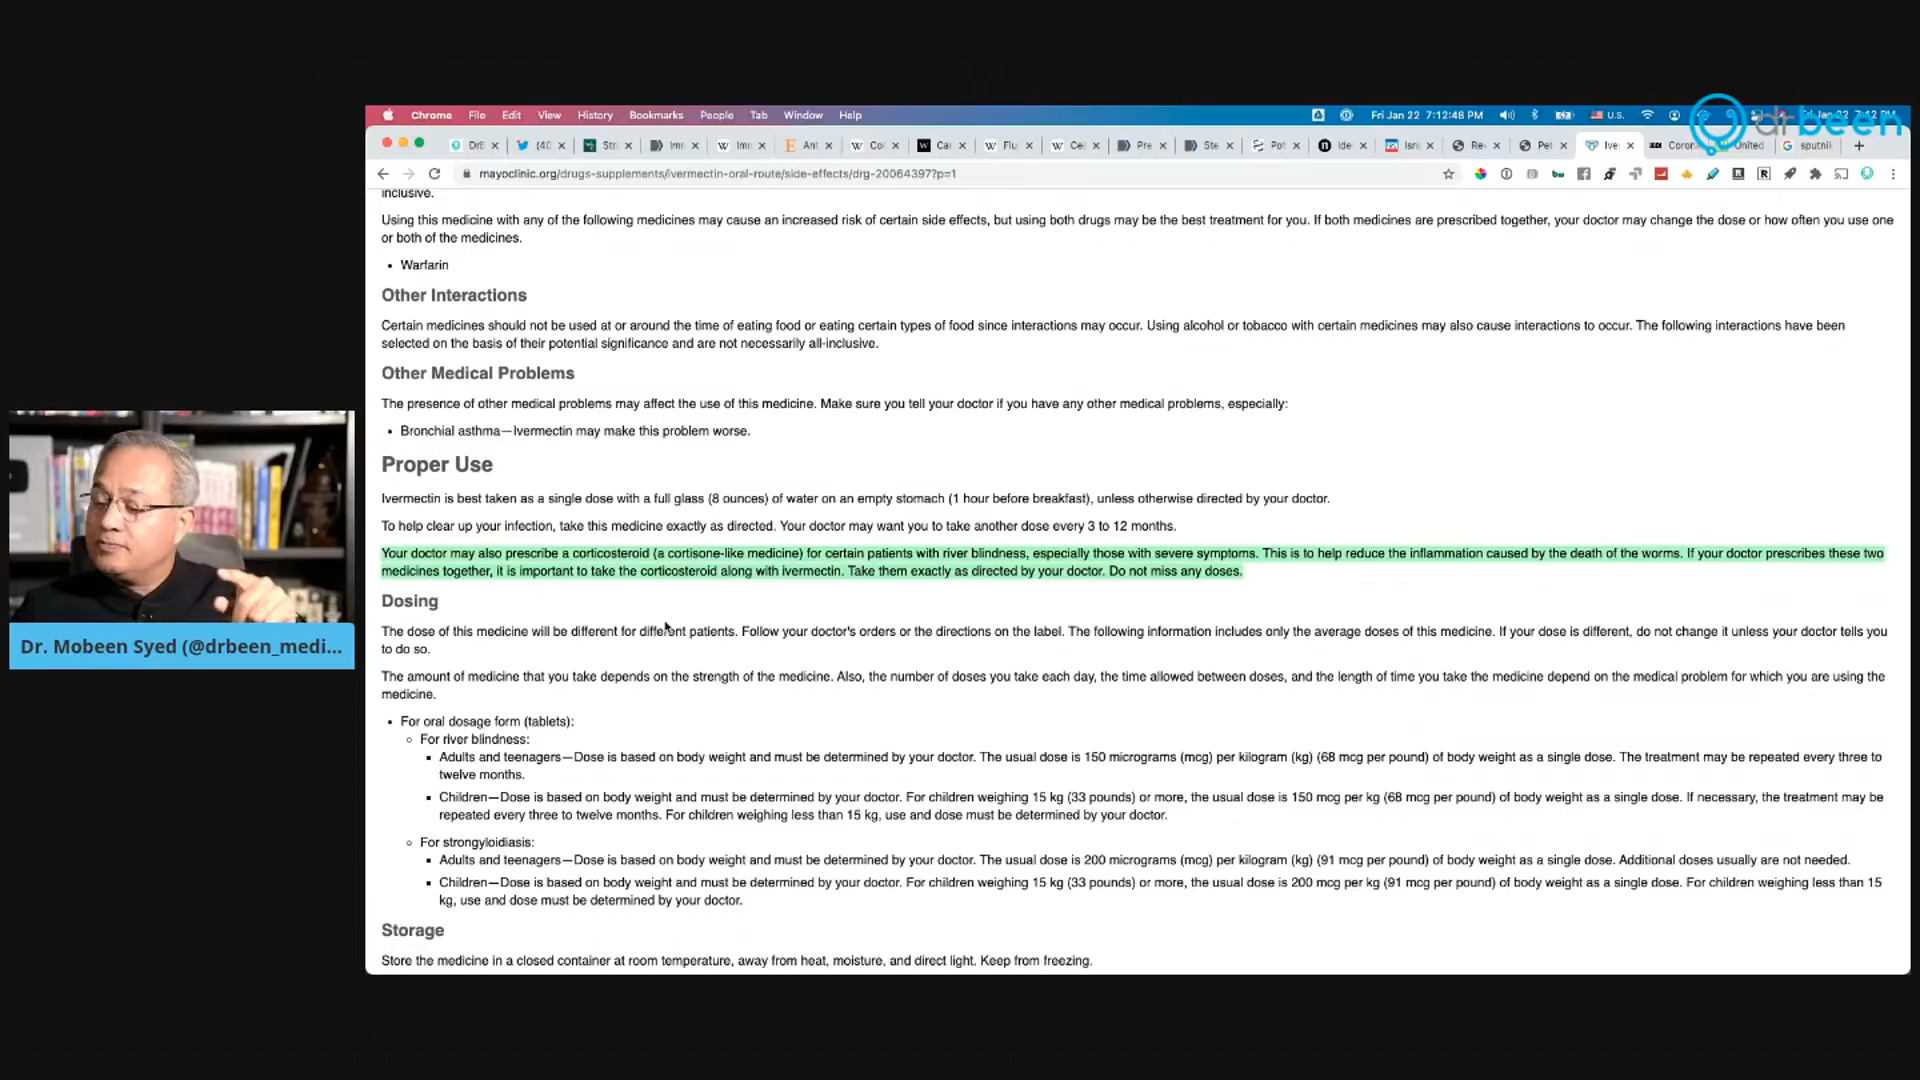 Chrome File Edit View History Bookmarks People Tab Window Help
U.S.
Fri Jan 22 7:12:48 PM
drbeen
DrB
(40
Str
Imr
Imr
Ant
Co
Car
Flu
Ce
Pre
Ste
Pot
Ide
Isra
Re
Pet
Ive
Coron
United
sputnil
mayoclinic.org/drugs-supplements/ivermectin-oral-route/side-effects/drg-20064397?p=1
inclusive.
Using this medicine with any of the following medicines may cause an increased risk of certain side effects, but using both drugs may be the best treatment for you. If both medicines are prescribed together, your doctor may change the dose or how often you use one
or both of the medicines.
• Warfarin
Other Interactions
Certain medicines should not be used at or around the time of eating food or eating certain types of food since interactions may occur. Using alcohol or tobacco with certain medicines may also cause interactions to occur. The following interactions have been
selected on the basis of their potential significance and are not necessarily all-inclusive.
Other Medical Problems
The presence of other medical problems may affect the use of this medicine. Make sure you tell your doctor if you have any other medical problems, especially:
• Bronchial asthma—Ivermectin may make this problem worse.
Proper Use
Ivermectin is best taken as a single dose with a full glass (8 ounces) of water on an empty stomach (1 hour before breakfast), unless otherwise directed by your doctor.
To help clear up your infection, take this medicine exactly as directed. Your doctor may want you to take another dose every 3 to 12 months.
Your doctor may also prescribe a corticosteroid (a cortisone-like medicine) for certain patients with river blindness, especially those with severe symptoms. This is to help reduce the inflammation caused by the death of the worms. If your doctor prescribes these two
medicines together, it is important to take the corticosteroid along with ivermectin. Take them exactly as directed by your doctor. Do not miss any doses.
Dosing
The dose of this medicine will be different for different patients. Follow your doctor's orders or the directions on the label. The following information includes only the average doses of this medicine. If your dose is different, do not change it unless your doctor tells you
to do so.
The amount of medicine that you take depends on the strength of the medicine. Also, the number of doses you take each day, the time allowed between doses, and the length of time you take the medicine depend on the medical problem for which you are using the
medicine.
• For oral dosage form (tablets):
◦ For river blindness:
▪ Adults and teenagers—Dose is based on body weight and must be determined by your doctor. The usual dose is 150 micrograms (mcg) per kilogram (kg) (68 mcg per pound) of body weight as a single dose. The treatment may be repeated every three to
twelve months.
▪ Children—Dose is based on body weight and must be determined by your doctor. For children weighing 15 kg (33 pounds) or more, the usual dose is 150 mcg per kg (68 mcg per pound) of body weight as a single dose. If necessary, the treatment may be
repeated every three to twelve months. For children weighing less than 15 kg, use and dose must be determined by your doctor.
◦ For strongyloidiasis:
▪ Adults and teenagers—Dose is based on body weight and must be determined by your doctor. The usual dose is 200 micrograms (mcg) per kilogram (kg) (91 mcg per pound) of body weight as a single dose. Additional doses usually are not needed.
▪ Children—Dose is based on body weight and must be determined by your doctor. For children weighing 15 kg (33 pounds) or more, the usual dose is 200 mcg per kg (91 mcg per pound) of body weight as a single dose. For children weighing less than 15
kg, use and dose must be determined by your doctor.
Storage
Store the medicine in a closed container at room temperature, away from heat, moisture, and direct light. Keep from freezing.
Dr. Mobeen Syed (@drbeen_medi...